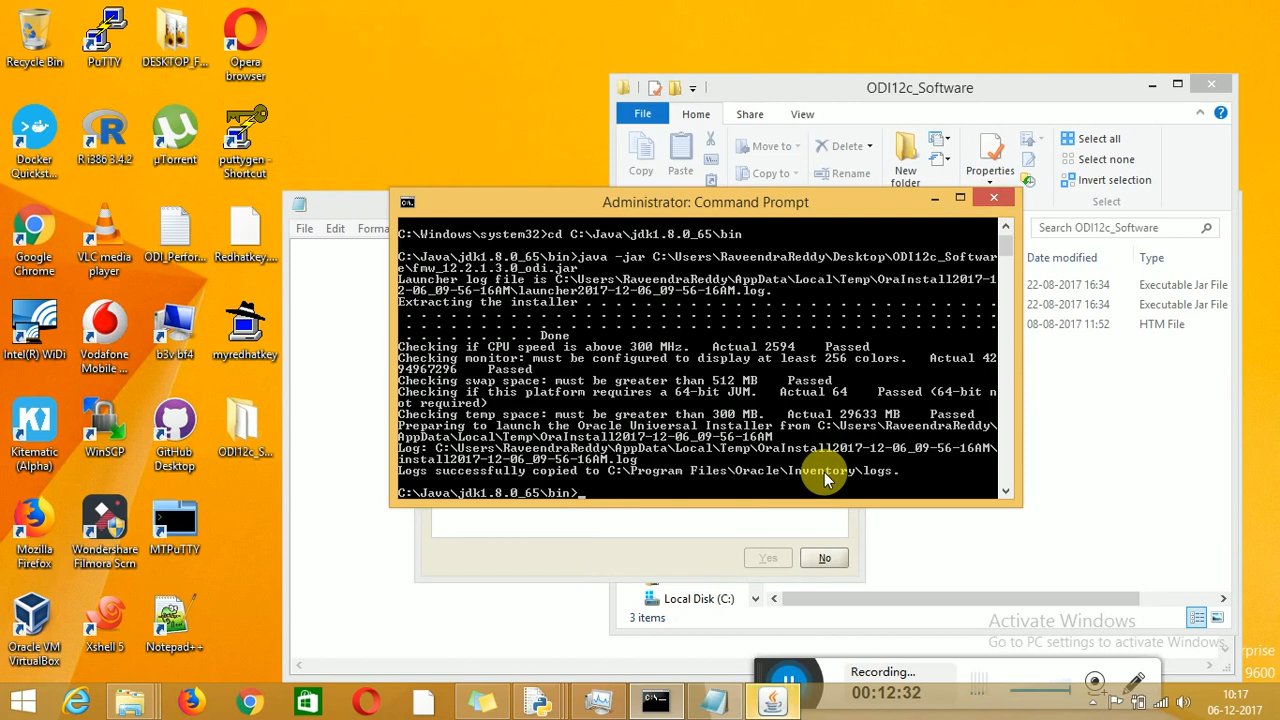 Recycle Bin
PuTTY
DESKTOP_F...
Opera
browser
Docker
Quickst...
R i386 3.4.2
µTorrent
puttygen -
Shortcut
Google
Chrome
VLC media
player
ODI_Perfo...
Redhatkey...
Intel(R) WiDi
Vodafone
Mobile ...
b3v bf4
myredhatkey
Kitematic
(Alpha)
WinSCP
GitHub
Desktop
ODI12c_S...
Mozilla
Firefox
Wondershare
Filmora Scrn
MTPuTTY
Oracle VM
VirtualBox
Xshell 5
Notepad++
ODI12c_Software
File
Home
Share
View
Copy
Paste
Move to
Copy to
Delete
Rename
New
folder
Properties
Select all
Select none
Invert selection
Select
Search ODI12c_Software
Date modified
Type
22-08-2017 16:34 Executable Jar File
22-08-2017 16:34 Executable Jar File
08-08-2017 11:52 HTM File
Local Disk (C:)
3 items
File Edit Forma
Administrator: Command Prompt
C:\Windows\system32>cd C:\Java\jdk1.8.0_65\bin
C:\Java\jdk1.8.0_65\bin>java -jar C:\Users\RaveendraReddy\Desktop\ODI12c_Softwar
e\fmw_12.2.1.3.0_odi.jar
Launcher log file is C:\Users\RaveendraReddy\AppData\Local\Temp\OraInstall2017-1
2-06_09-56-16AM\launcher2017-12-06_09-56-16AM.log.
Extracting the installer . . . . . . . . . . . . . . . . . . . . . . . . . . .
. . . . . . . . . . . . . . . . . . . . . . . . . . . . . . . . . . . . . . . .
. . . . . . . . . . Done
Checking if CPU speed is above 300 MHz. Actual 2594 Passed
Checking monitor: must be configured to display at least 256 colors. Actual 42
94967296 Passed
Checking swap space: must be greater than 512 MB Passed
Checking if this platform requires a 64-bit JVM. Actual 64 Passed (64-bit n
ot required)
Checking temp space: must be greater than 300 MB. Actual 29633 MB Passed
Preparing to launch the Oracle Universal Installer from C:\Users\RaveendraReddy\
AppData\Local\Temp\OraInstall2017-12-06_09-56-16AM
Log: C:\Users\RaveendraReddy\AppData\Local\Temp\OraInstall2017-12-06_09-56-16AM\
install2017-12-06_09-56-16AM.log
Logs successfully copied to C:\Program Files\Oracle\Inventory\logs.
C:\Java\jdk1.8.0_65\bin>_
Yes
No
Activate Windows
Go to PC settings to activate Windows.
erprise
9600
Recording...
00:12:32
10:17
06-12-2017